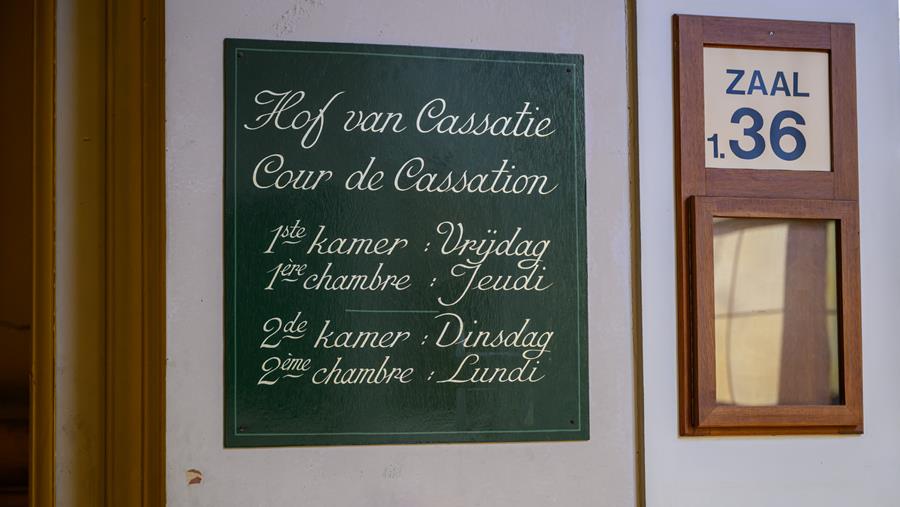 Hof van Cassatie
Cour de Cassation
1ste kamer : Vrijdag
1ère chambre : Jeudi
2de kamer : Dinsdag
2ème chambre : Lundi
ZAAL
1.36